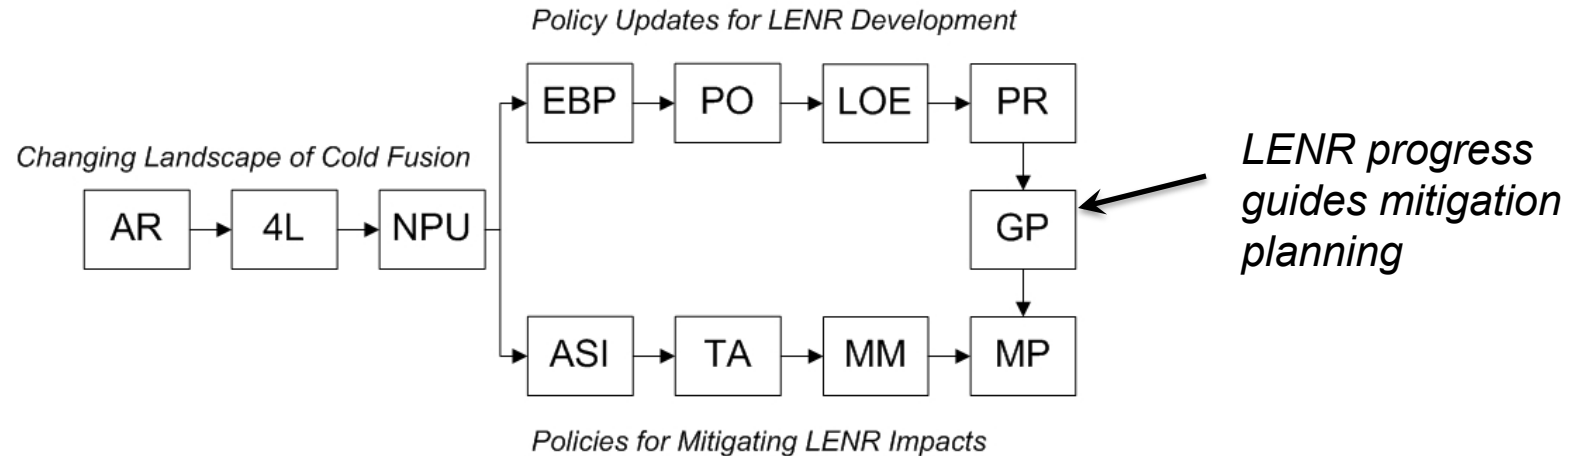 Policy Updates for LENR Development
EBP PO LOE PR
Changing Landscape of Cold Fusion
AR 4L NPU
GP
LENR progress
guides mitigation
planning
ASI TA MM MP
Policies for Mitigating LENR Impacts